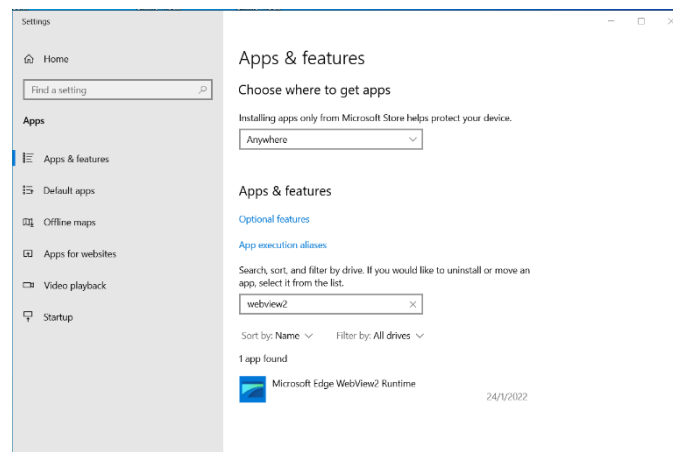 Settings
Home
Find a setting
Apps
Apps & features
Default apps
Offline maps
Apps for websites
Video playback
Startup
Apps & features
Choose where to get apps
Installing apps only from Microsoft Store helps protect your device.
Anywhere
Apps & features
Optional features
App execution aliases
Search, sort, and filter by drive. If you would like to uninstall or move an
app, select it from the list.
webview2
Sort by: Name Filter by: All drives
1 app found
Microsoft Edge WebView2 Runtime
24/1/2022